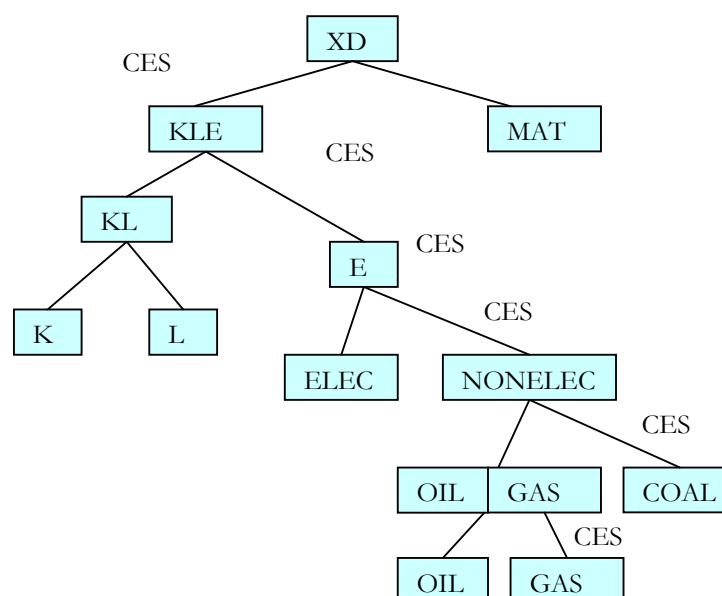 XD
CES
KLE
MAT
CES
KL
CES
E
K
L
CES
ELEC
NONELEC
CES
OIL GAS
COAL
CES
OIL
GAS